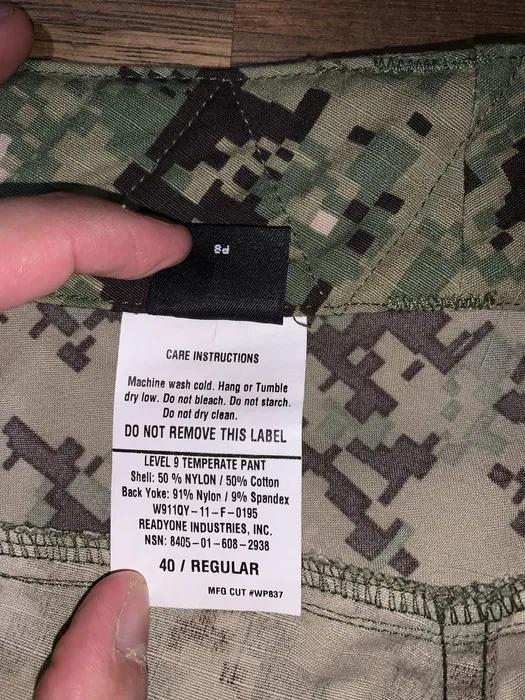 P8
CARE INSTRUCTIONS
Machine wash cold. Hang or Tumble
dry low. Do not bleach. Do not starch.
Do not dry clean.
DO NOT REMOVE THIS LABEL
LEVEL 9 TEMPERATE PANT
Shell: 50 % NYLON / 50% Cotton
Back Yoke: 91% Nylon / 9% Spandex
W911QY-11-F-0195
READYONE INDUSTRIES, INC.
NSN: 8405-01-608-2938
40 / REGULAR
MFG CUT #WP837